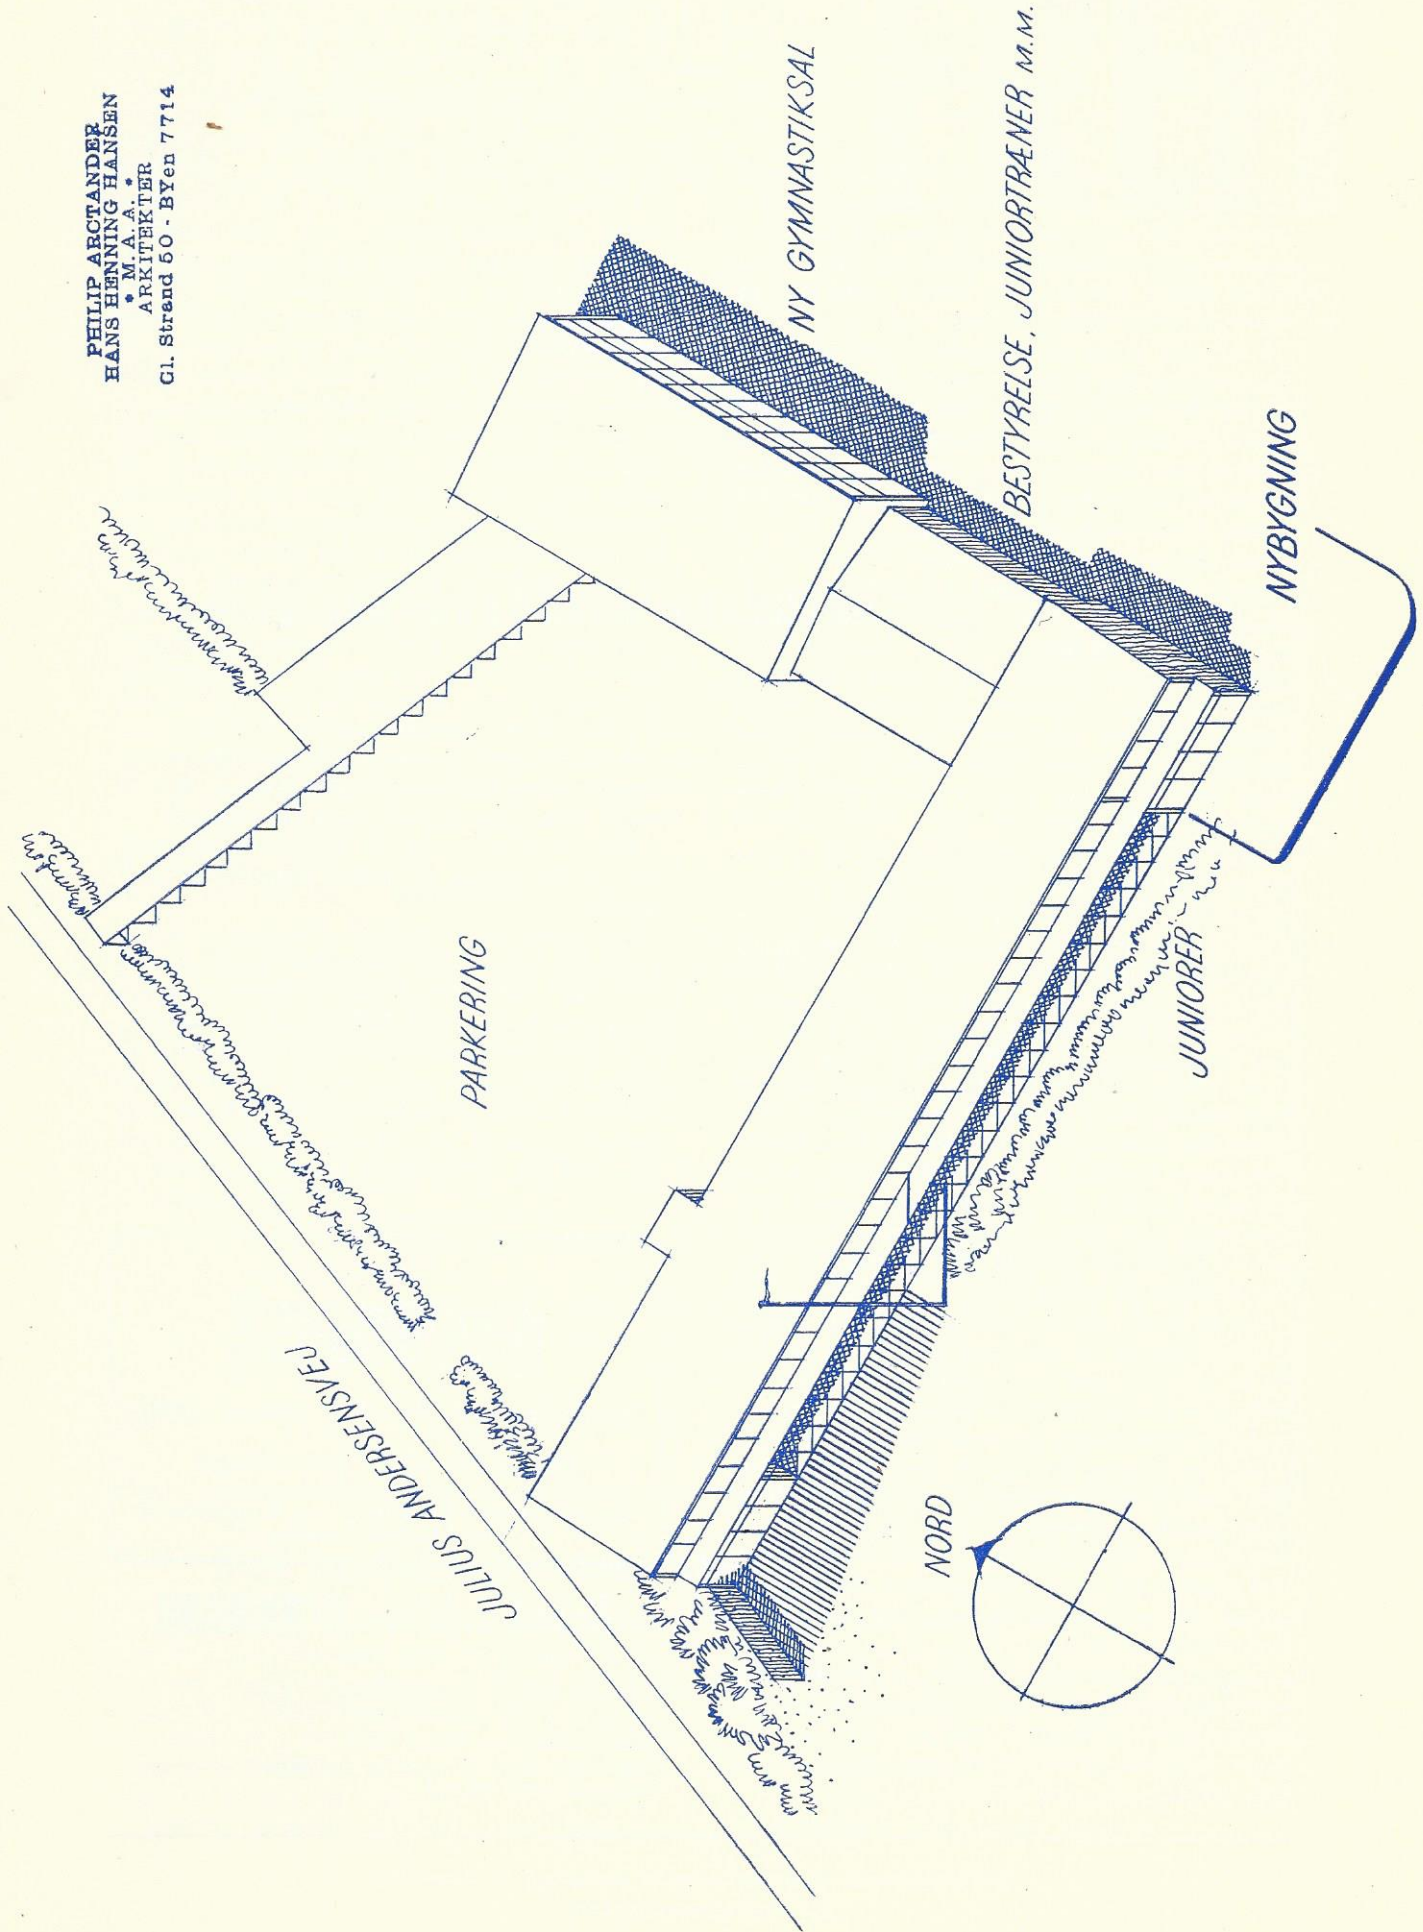 PHILIP ARCTANDER
HANS HENNING HANSEN
• M. A. A. •
ARKITEKTER
Gl. Strand 50 - BYen 7714
NY GYMNASTIKSAL
BESTYRELSE, JUNIORTRÆNER M.M.
NYBYGNING
PARKERING
JUNIORER
JULIUS ANDERSENSVEJ
NORD